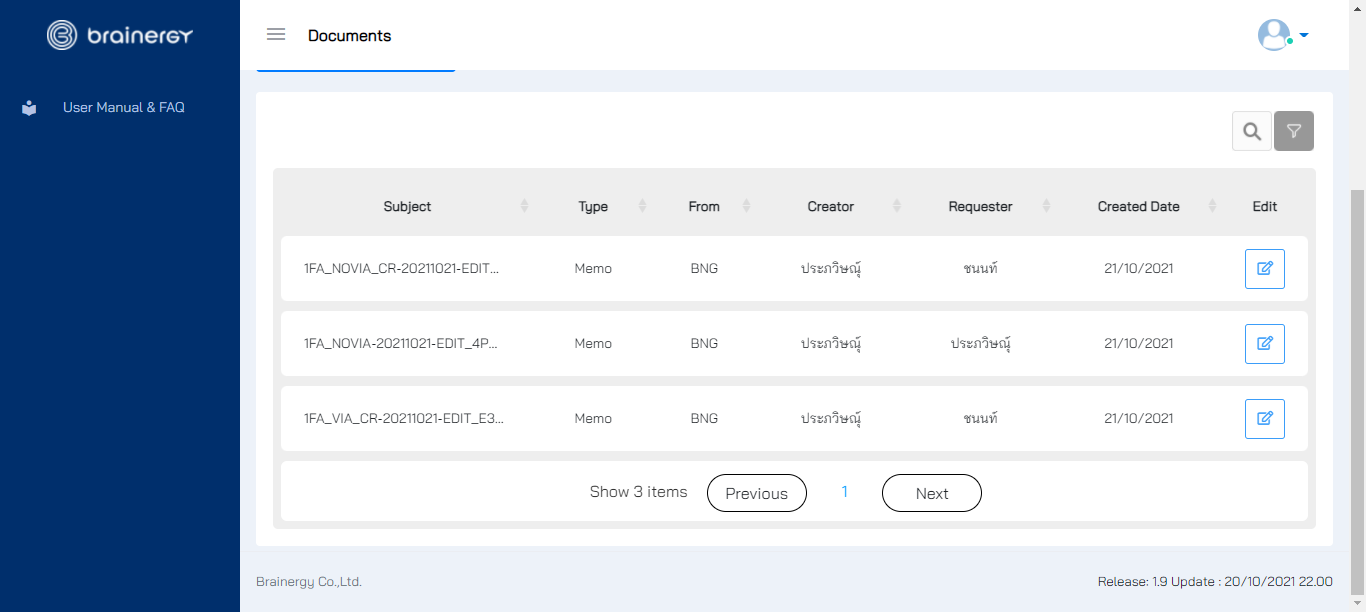 brainergy
Documents
User Manual & FAQ
Subject Type From Creator Requester Created Date Edit
1FA_NOVIA_CR-20211021-EDIT... Memo BNG ประภวิษณุ์ ชนนท์ 21/10/2021
1FA_NOVIA-20211021-EDIT_4P... Memo BNG ประภวิษณุ์ ประภวิษณุ์ 21/10/2021
1FA_VIA_CR-20211021-EDIT_E3... Memo BNG ประภวิษณุ์ ชนนท์ 21/10/2021
Show 3 items Previous 1 Next
Brainergy Co.,Ltd. Release: 1.9 Update : 20/10/2021 22.00